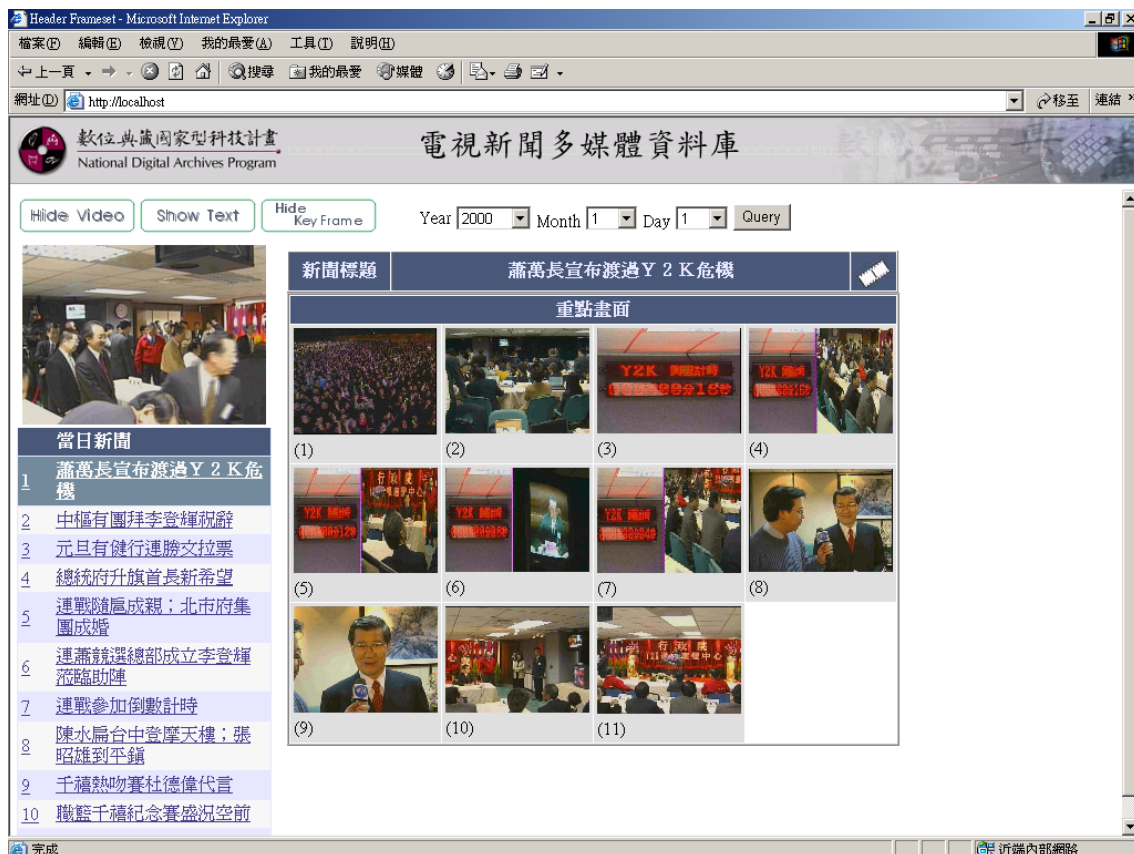 Header Frameset - Microsoft Internet Explorer
檔案(F) 編輯(E) 檢視(V) 我的最愛(A) 工具(T) 說明(H)
上一頁 搜尋 我的最愛 媒體
網址(D) http://localhost 移至 連結 »
數位典藏國家型科技計畫
National Digital Archives Program
電視新聞多媒體資料庫
Hide Video Show Text Hide Key Frame Year 2000 Month 1 Day 1 Query
新聞標題 蕭萬長宣布渡過Y2K危機
重點畫面
Y2K 倒數計時
(1) (2) (3) (4)
行政院
(5) (6) (7) (8)
行政院
(9) (10) (11)
當日新聞
1 蕭萬長宣布渡過Y2K危
機
2 中樞有團拜李登輝祝辭
3 元旦有健行連勝文拉票
4 總統府升旗首長新希望
5 連戰隨扈成親；北市府集
團成婚
6 連蕭競選總部成立李登輝
蒞臨助陣
7 連戰參加倒數計時
8 陳水扁台中登摩天樓；張
昭雄到平鎮
9 千禧熱吻賽杜德偉代言
10 職籃千禧紀念賽盛況空前
完成 近端內部網路